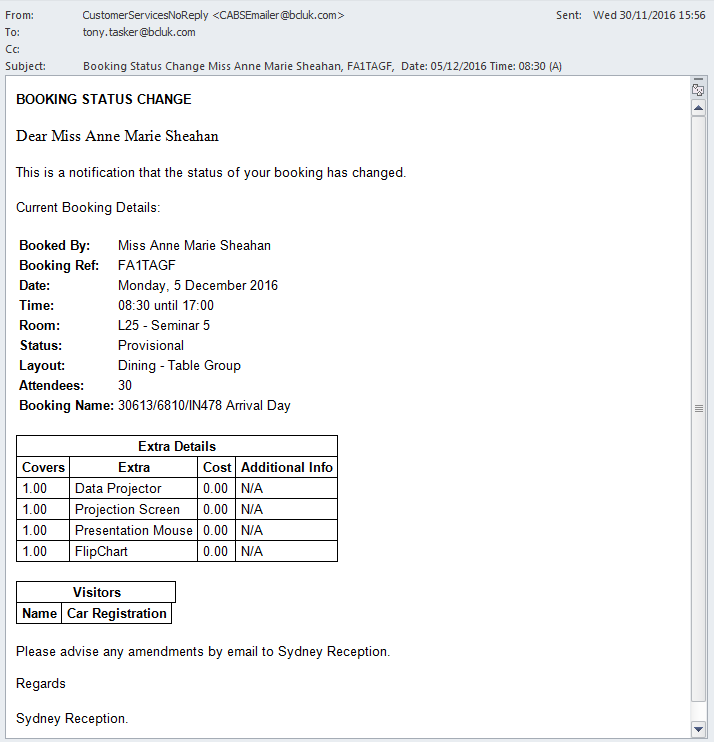 From: CustomerServicesNoReply <CABSEmailer@bcluk.com> Sent: Wed 30/11/2016 15:56
To: tony.tasker@bcluk.com
Cc:
Subject: Booking Status Change Miss Anne Marie Sheahan, FA1TAGF, Date: 05/12/2016 Time: 08:30 (A)
BOOKING STATUS CHANGE
Dear Miss Anne Marie Sheahan
This is a notification that the status of your booking has changed.
Current Booking Details:
Booked By: Miss Anne Marie Sheahan
Booking Ref: FA1TAGF
Date: Monday, 5 December 2016
Time: 08:30 until 17:00
Room: L25 - Seminar 5
Status: Provisional
Layout: Dining - Table Group
Attendees: 30
Booking Name: 30613/6810/IN478 Arrival Day
Extra Details
Covers Extra Cost Additional Info
1.00 Data Projector 0.00 N/A
1.00 Projection Screen 0.00 N/A
1.00 Presentation Mouse 0.00 N/A
1.00 FlipChart 0.00 N/A
Visitors
Name Car Registration
Please advise any amendments by email to Sydney Reception.
Regards
Sydney Reception.